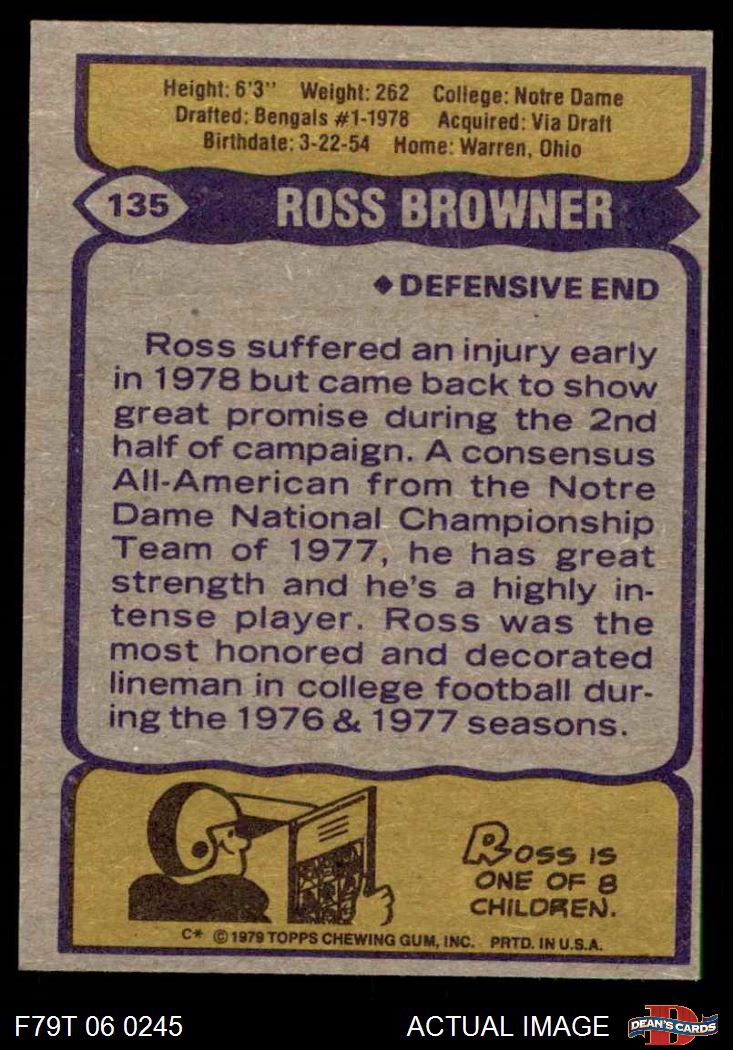 Height: 6'3" Weight: 262 College: Notre Dame
Drafted: Bengals #1-1978 Acquired: Via Draft
Birthdate: 3-22-54 Home: Warren, Ohio
135 ROSS BROWNER
◆ DEFENSIVE END
Ross suffered an injury early
in 1978 but came back to show
great promise during the 2nd
half of campaign. A consensus
All-American from the Notre
Dame National Championship
Team of 1977, he has great
strength and he's a highly in-
tense player. Ross was the
most honored and decorated
lineman in college football dur-
ing the 1976 & 1977 seasons.
ROSS IS
ONE OF 8
CHILDREN.
C* © 1979 TOPPS CHEWING GUM, INC. PRTD. IN U.S.A.
F79T 06 0245 ACTUAL IMAGE DEAN'S CARDS